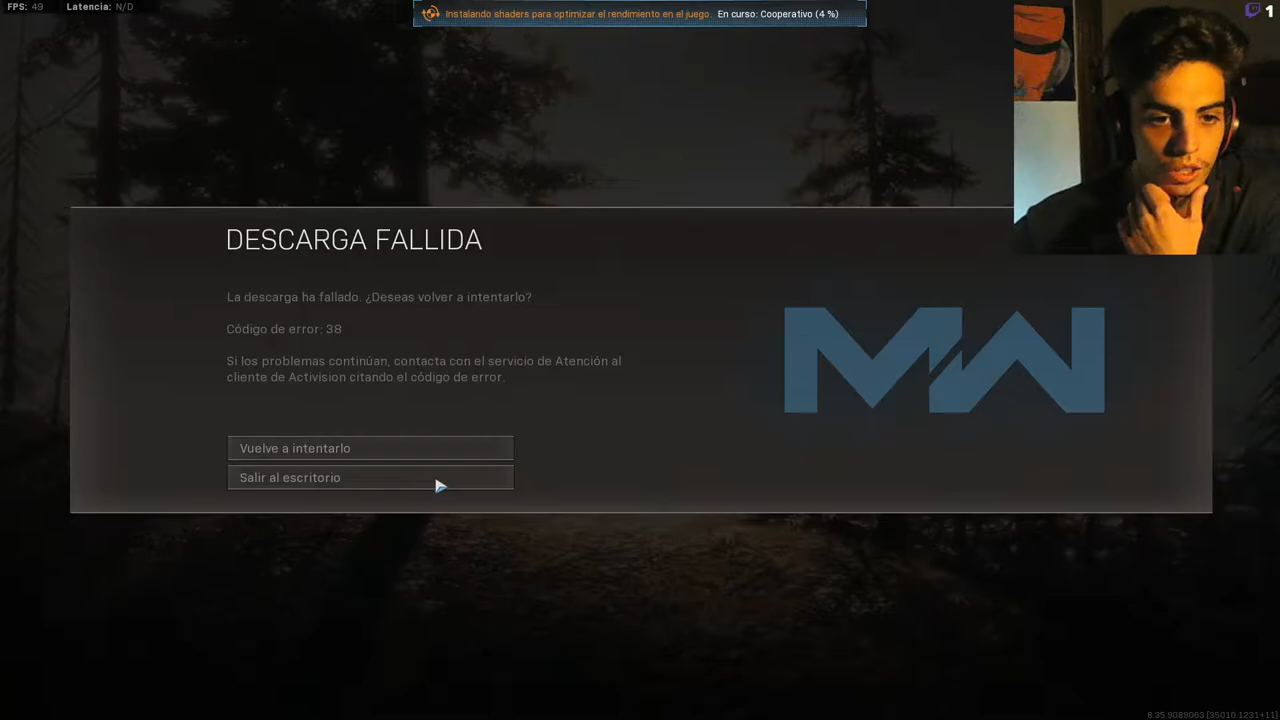 FPS: 49 Latencia: N/D
Instalando shaders para optimizar el rendimiento en el juego. En curso: Cooperativo (4 %)
1
DESCARGA FALLIDA
La descarga ha fallado. ¿Deseas volver a intentarlo?
Código de error: 38
Si los problemas continúan, contacta con el servicio de Atención al
cliente de Activision citando el código de error.
MW
Vuelve a intentarlo
Salir al escritorio